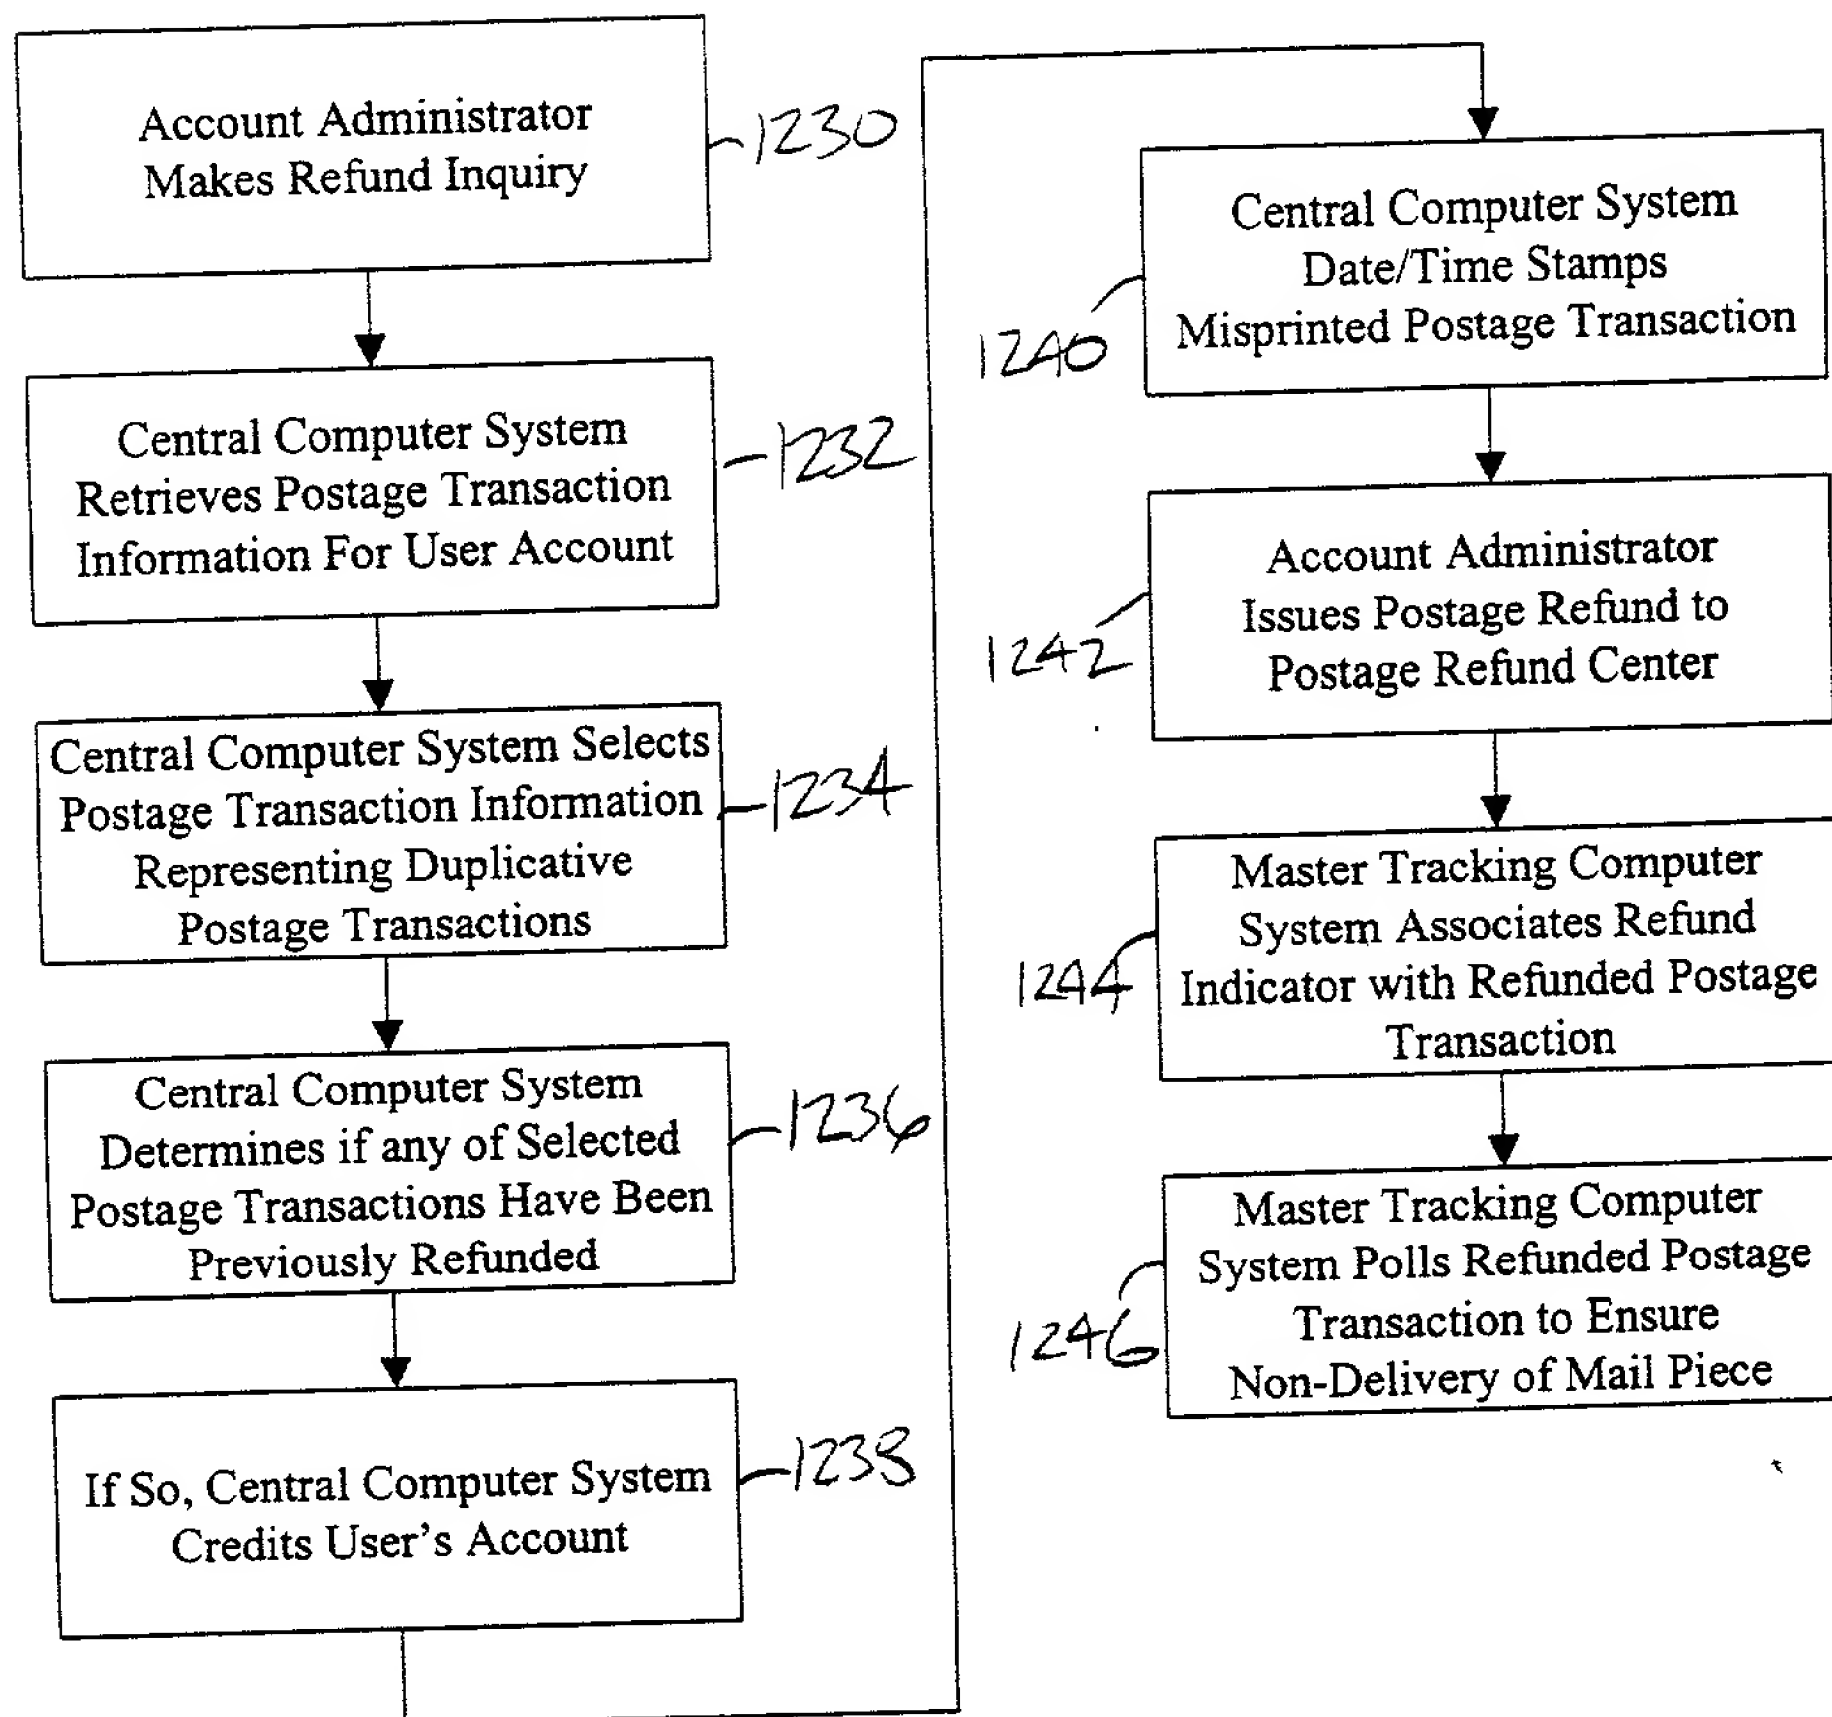 Account Administrator
Makes Refund Inquiry
1230
Central Computer System
Retrieves Postage Transaction
Information For User Account
1232
Central Computer System Selects
Postage Transaction Information
Representing Duplicative
Postage Transactions
1234
Central Computer System
Determines if any of Selected
Postage Transactions Have Been
Previously Refunded
1236
If So, Central Computer System
Credits User's Account
1238
Central Computer System
Date/Time Stamps
Misprinted Postage Transaction
1240
Account Administrator
Issues Postage Refund to
Postage Refund Center
1242
Master Tracking Computer
System Associates Refund
Indicator with Refunded Postage
Transaction
1244
Master Tracking Computer
System Polls Refunded Postage
Transaction to Ensure
Non-Delivery of Mail Piece
1246